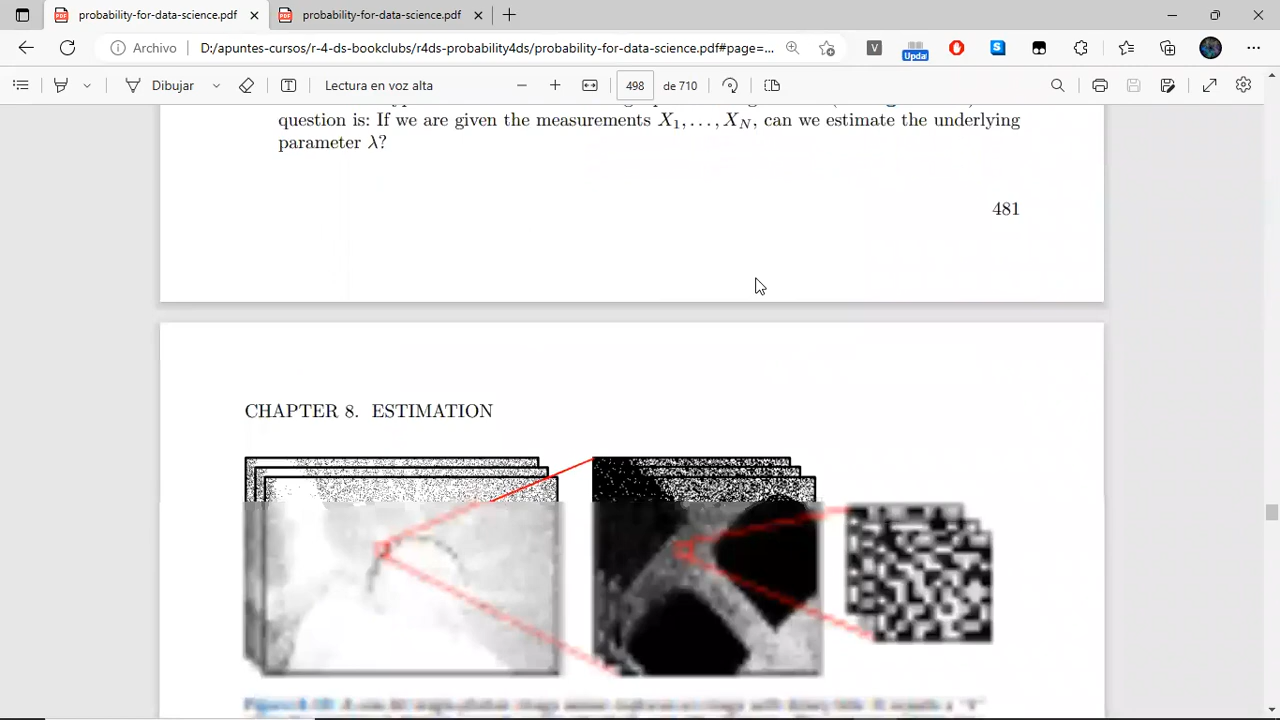 probability-for-data-science.pdf
probability-for-data-science.pdf
Archivo
D:/apuntes-cursos/r-4-ds-bookclubs/r4ds-probability4ds/probability-for-data-science.pdf#page=...
V
Upda
S
Dibujar
Lectura en voz alta
498 de 710
question is: If we are given the measurements X₁, . . . , X_N, can we estimate the underlying
parameter λ?
481
CHAPTER 8. ESTIMATION